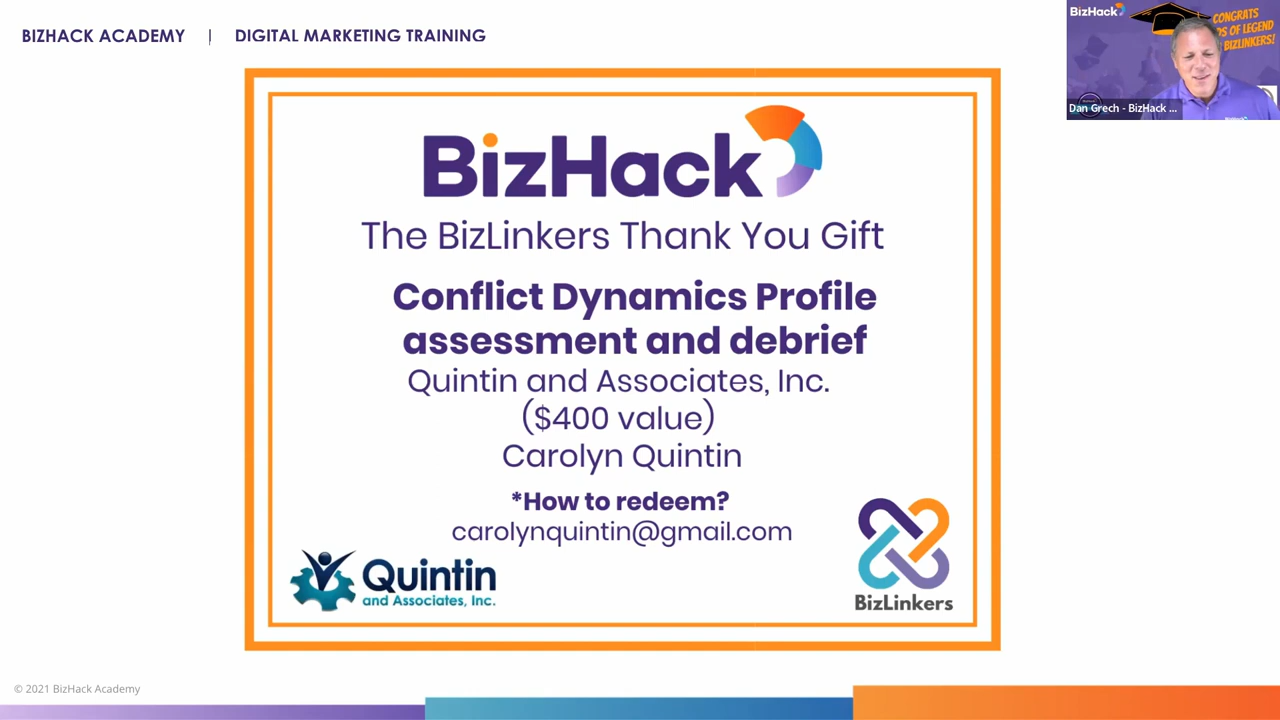 BIZHACK ACADEMY | DIGITAL MARKETING TRAINING
BizHack
CONGRATS
OF LEGEND
BIZLINKERS!
Dan Grech - BizHack ...
BizHack
The BizLinkers Thank You Gift
Conflict Dynamics Profile
assessment and debrief
Quintin and Associates, Inc.
($400 value)
Carolyn Quintin
*How to redeem?
carolynquintin@gmail.com
Quintin
and Associates, Inc.
BizLinkers
© 2021 BizHack Academy